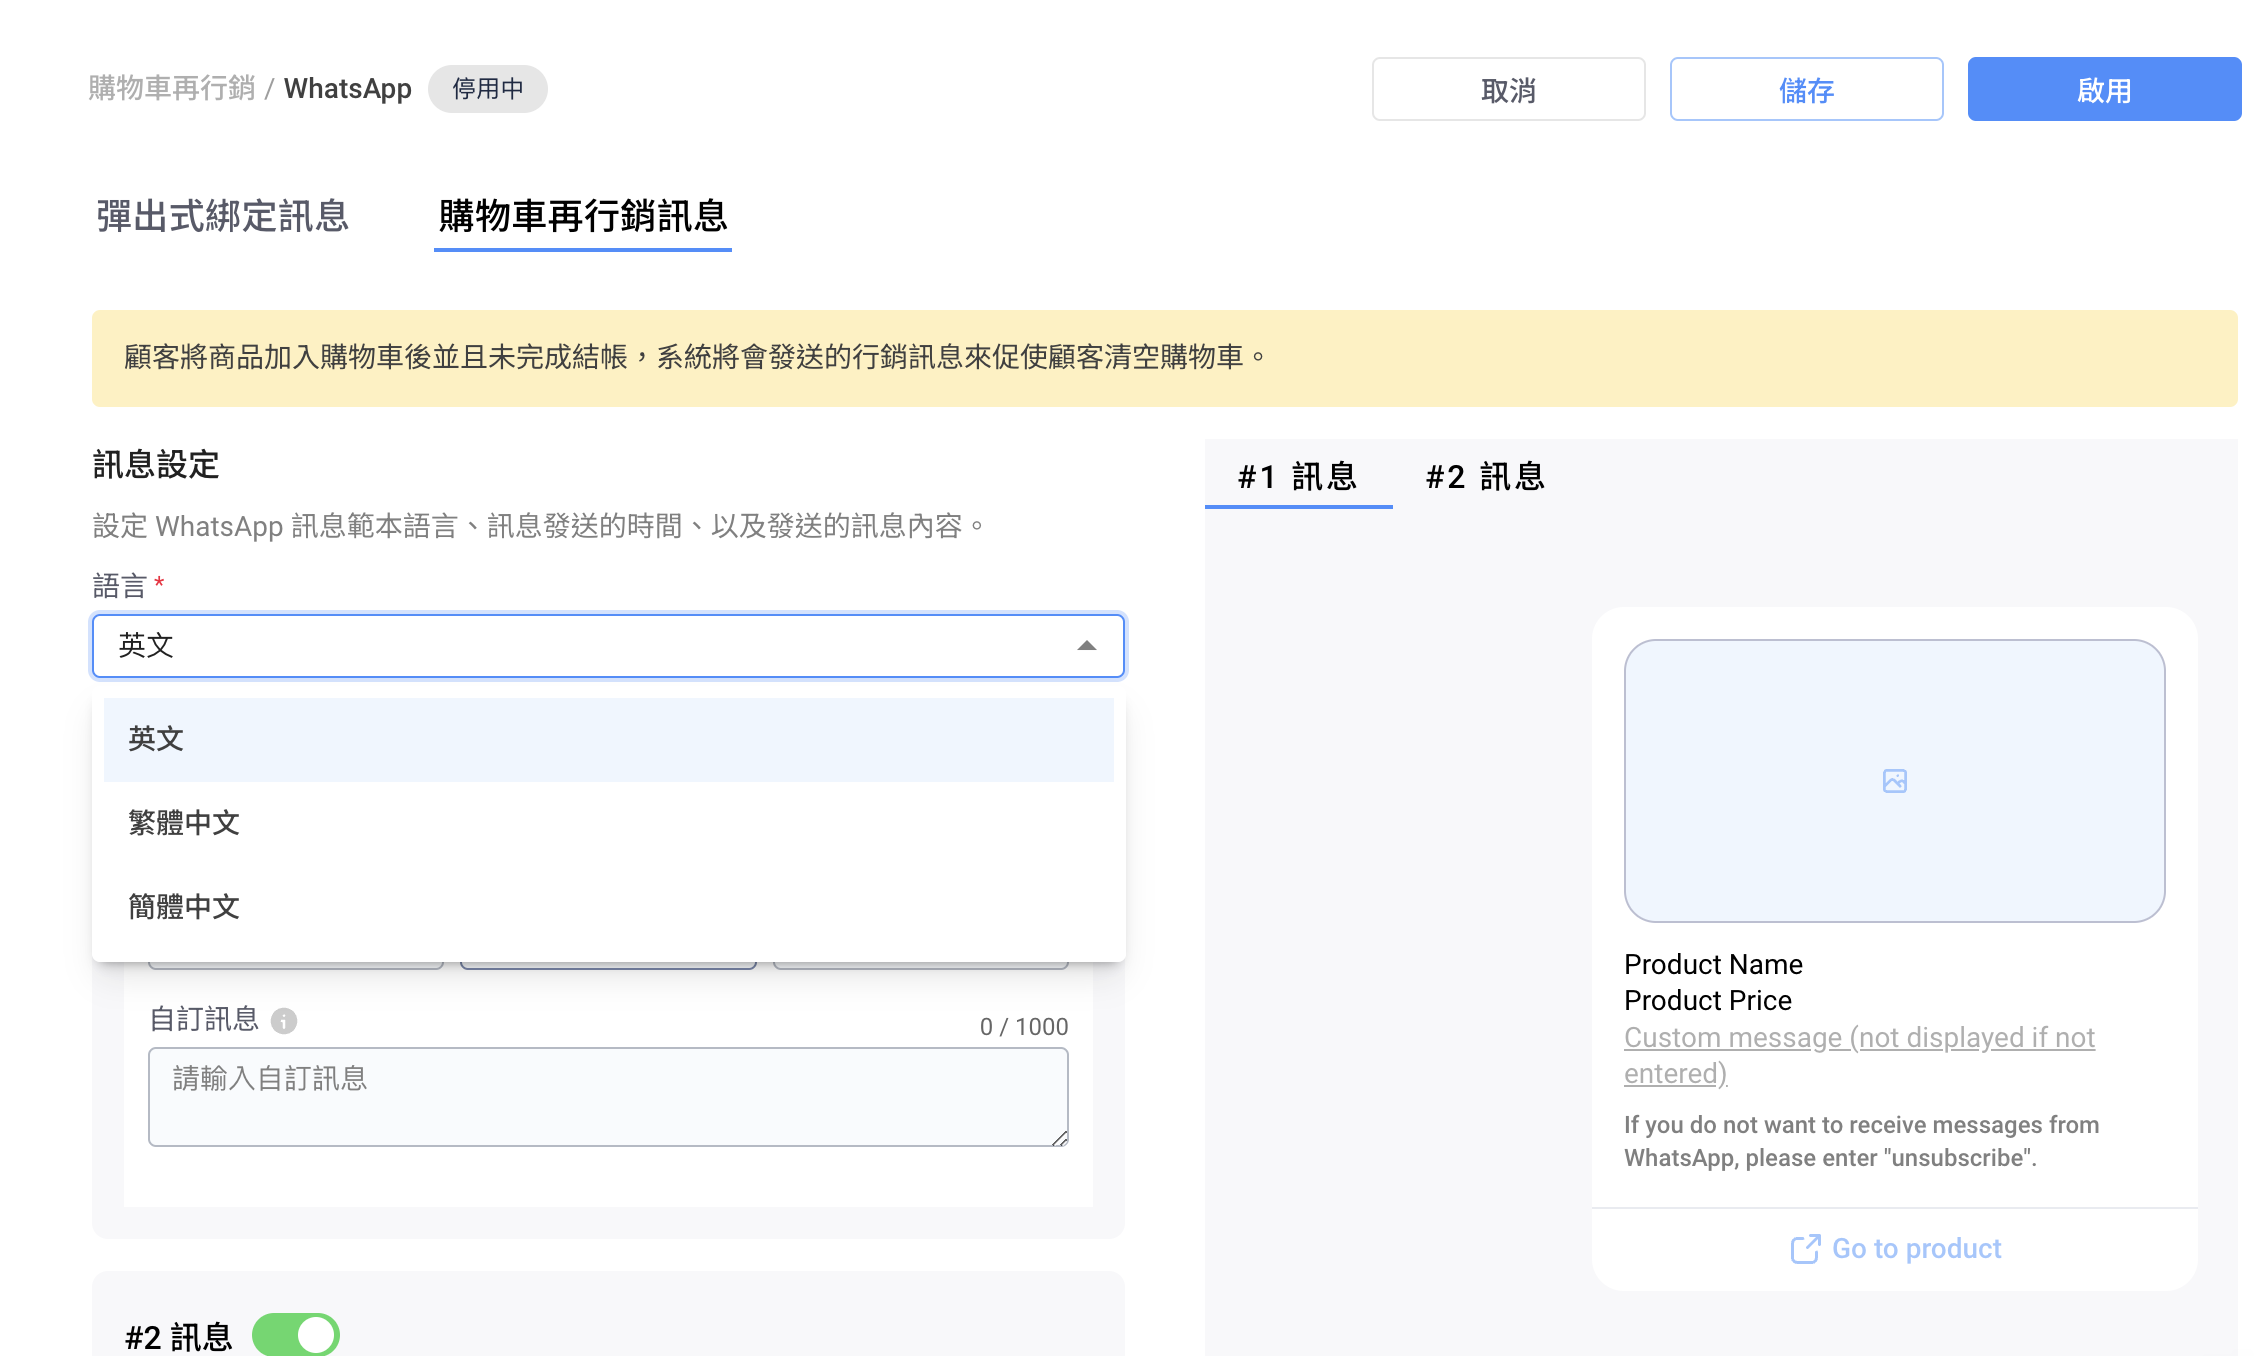 購物車再行銷 / WhatsApp 停用中
取消 儲存 啟用
彈出式綁定訊息 購物車再行銷訊息
顧客將商品加入購物車後並且未完成結帳，系統將會發送的行銷訊息來促使顧客清空購物車。
訊息設定
設定 WhatsApp 訊息範本語言、訊息發送的時間、以及發送的訊息內容。
語言 *
英文
英文
繁體中文
簡體中文
自訂訊息
0 / 1000
請輸入自訂訊息
#2 訊息
#1 訊息 #2 訊息
Product Name
Product Price
Custom message (not displayed if not
entered)
If you do not want to receive messages from
WhatsApp, please enter "unsubscribe".
Go to product